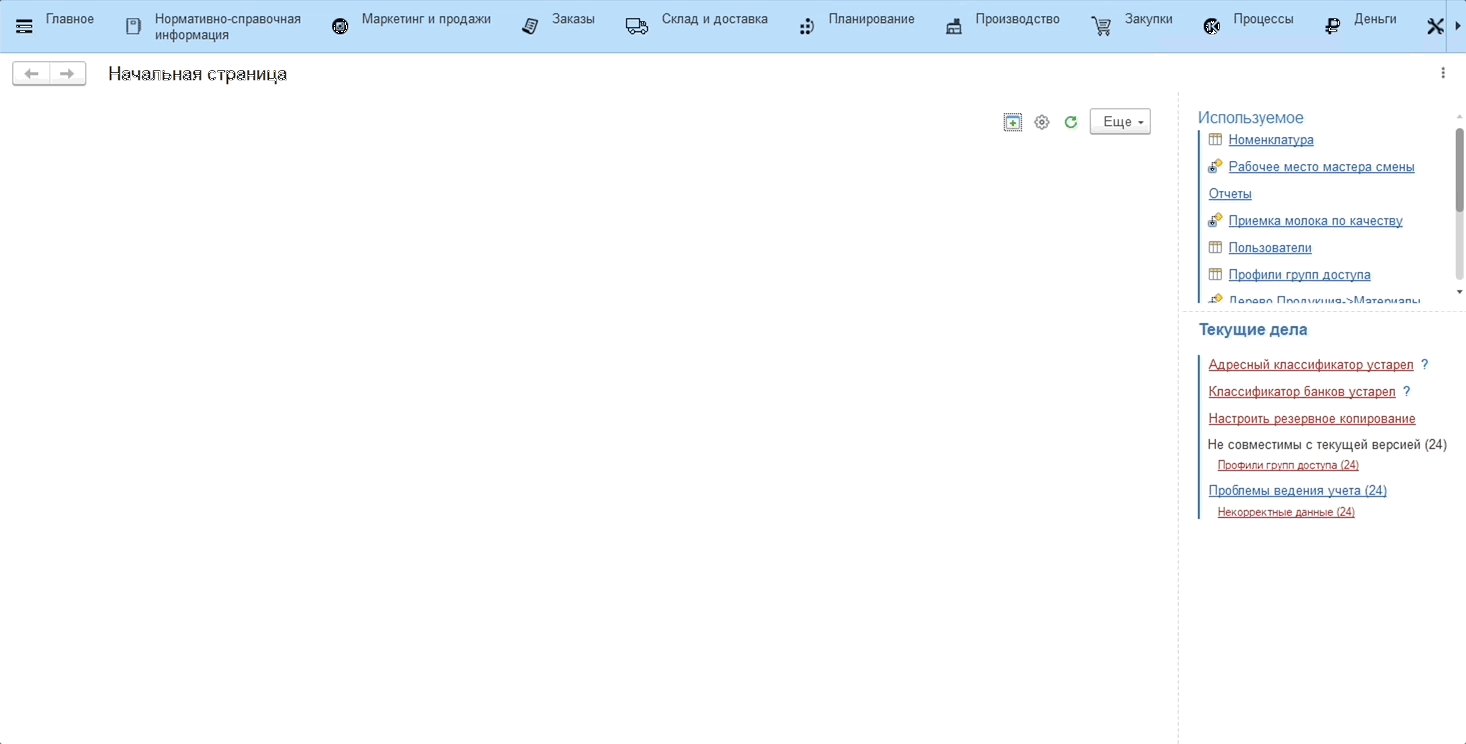 Главное
Нормативно-справочная
информация
Маркетинг и продажи
Заказы
Склад и доставка
Планирование
Производство
Закупки
Процессы
Деньги
Начальная страница
Еще
Используемое
Номенклатура
Рабочее место мастера смены
Отчеты
Приемка молока по качеству
Пользователи
Профили групп доступа
Дерево Продукция->Материалы
Текущие дела
Адресный классификатор устарел ?
Классификатор банков устарел ?
Настроить резервное копирование
Не совместимы с текущей версией (24)
Профили групп доступа (24)
Проблемы ведения учета (24)
Некорректные данные (24)